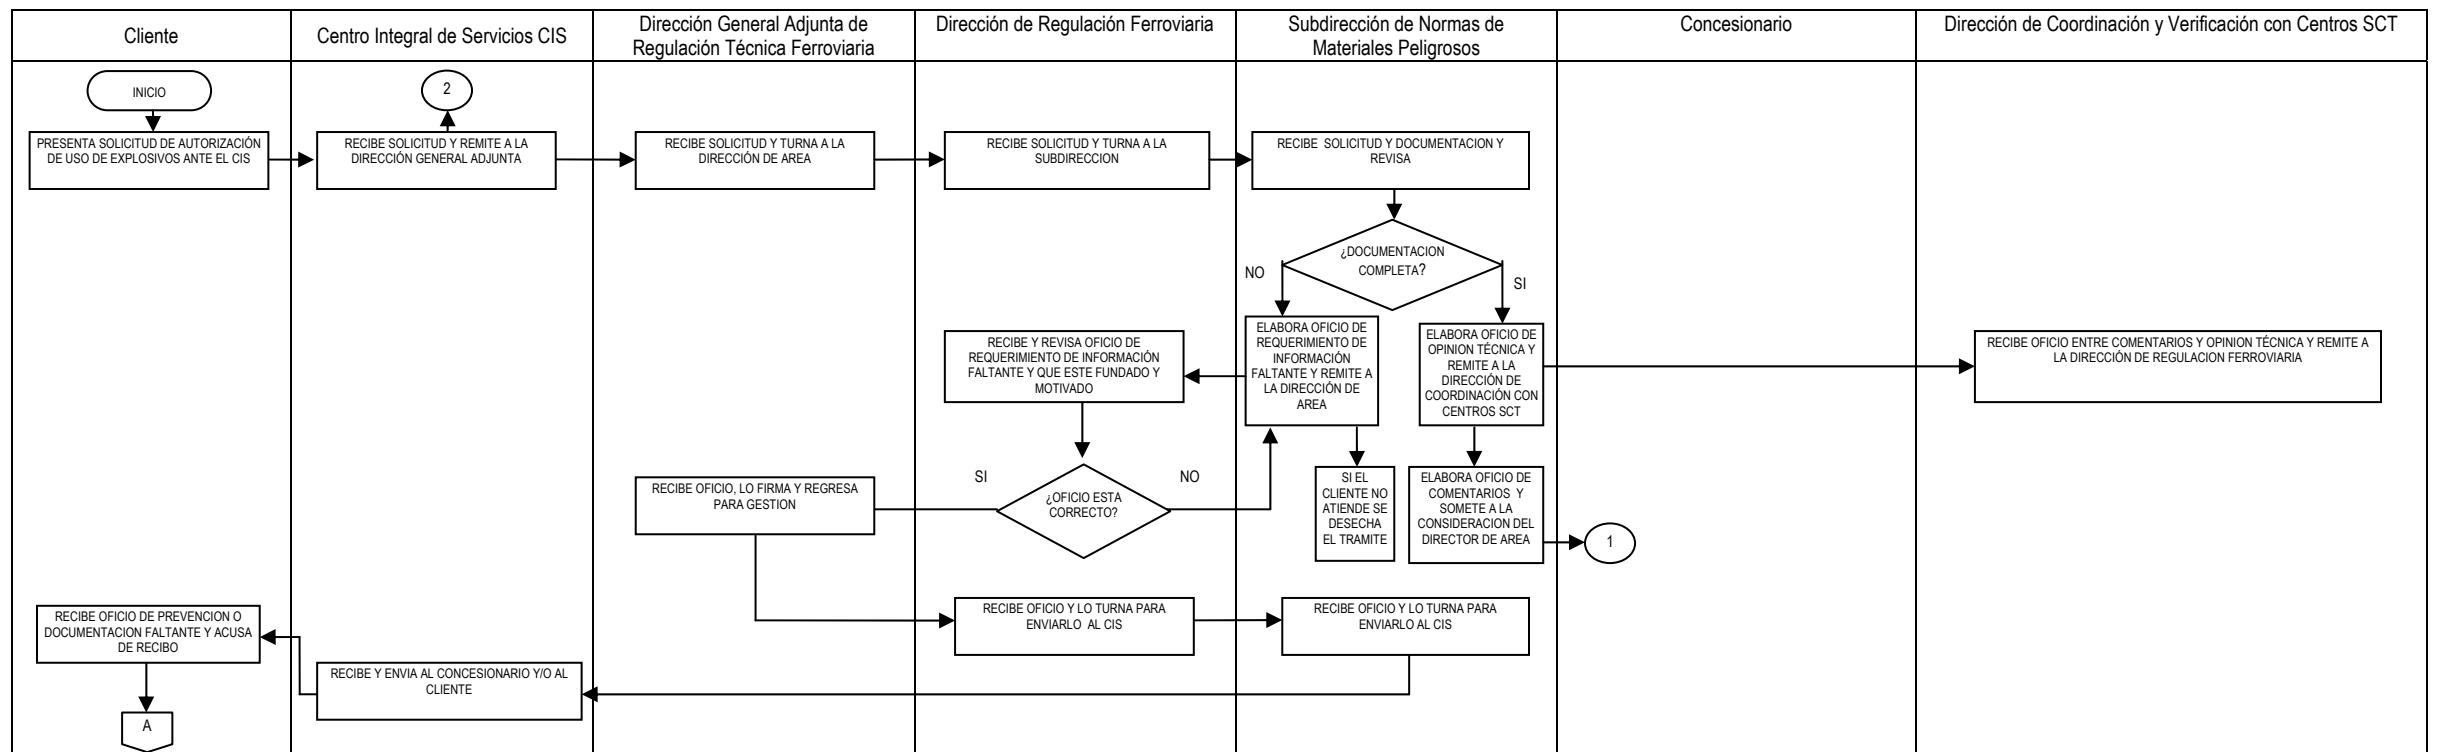 Cliente
Centro Integral de Servicios CIS
Dirección General Adjunta de
Regulación Técnica Ferroviaria
Dirección de Regulación Ferroviaria
Subdirección de Normas de
Materiales Peligrosos
Concesionario
Dirección de Coordinación y Verificación con Centros SCT
INICIO
2
PRESENTA SOLICITUD DE AUTORIZACIÓN
DE USO DE EXPLOSIVOS ANTE EL CIS
RECIBE SOLICITUD Y REMITE A LA
DIRECCIÓN GENERAL ADJUNTA
RECIBE SOLICITUD Y TURNA A LA
DIRECCIÓN DE AREA
RECIBE SOLICITUD Y TURNA A LA
SUBDIRECCION
RECIBE SOLICITUD Y DOCUMENTACION Y
REVISA
¿DOCUMENTACION
COMPLETA?
NO
SI
RECIBE Y REVISA OFICIO DE
REQUERIMIENTO DE INFORMACIÓN
FALTANTE Y QUE ESTE FUNDADO Y
MOTIVADO
ELABORA OFICIO DE
REQUERIMIENTO DE
INFORMACIÓN
FALTANTE Y REMITE A
LA DIRECCIÓN DE
AREA
ELABORA OFICIO DE
OPINION TÉCNICA Y
REMITE A LA
DIRECCIÓN DE
COORDINACIÓN CON
CENTROS SCT
RECIBE OFICIO ENTRE COMENTARIOS Y OPINION TÉCNICA Y REMITE A
LA DIRECCIÓN DE REGULACION FERROVIARIA
RECIBE OFICIO, LO FIRMA Y REGRESA
PARA GESTION
SI
¿OFICIO ESTA
CORRECTO?
NO
SI EL
CLIENTE NO
ATIENDE SE
DESECHA
EL TRAMITE
ELABORA OFICIO DE
COMENTARIOS Y
SOMETE A LA
CONSIDERACION DEL
DIRECTOR DE AREA
1
RECIBE OFICIO DE PREVENCION O
DOCUMENTACION FALTANTE Y ACUSA
DE RECIBO
RECIBE OFICIO Y LO TURNA PARA
ENVIARLO AL CIS
RECIBE OFICIO Y LO TURNA PARA
ENVIARLO AL CIS
RECIBE Y ENVIA AL CONCESIONARIO Y/O AL
CLIENTE
A